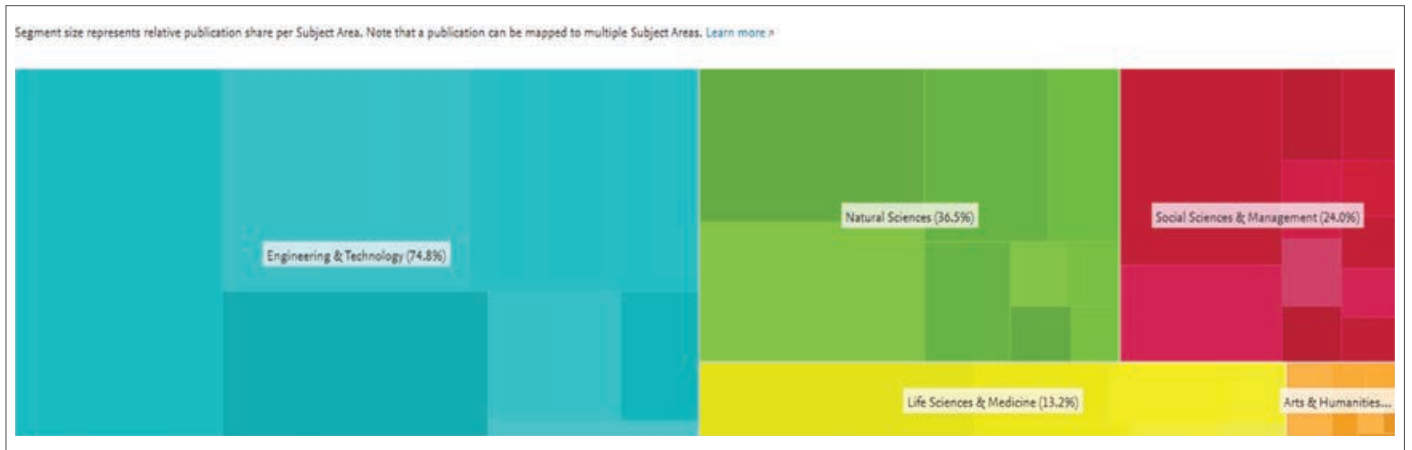 Segment size represents relative publication share per Subject Area. Note that a publication can be mapped to multiple Subject Areas. Learn more ↗
Natural Sciences (36.5%)
Social Sciences & Management (24.0%)
Engineering & Technology (74.8%)
Life Sciences & Medicine (13.2%)
Arts & Humanities...